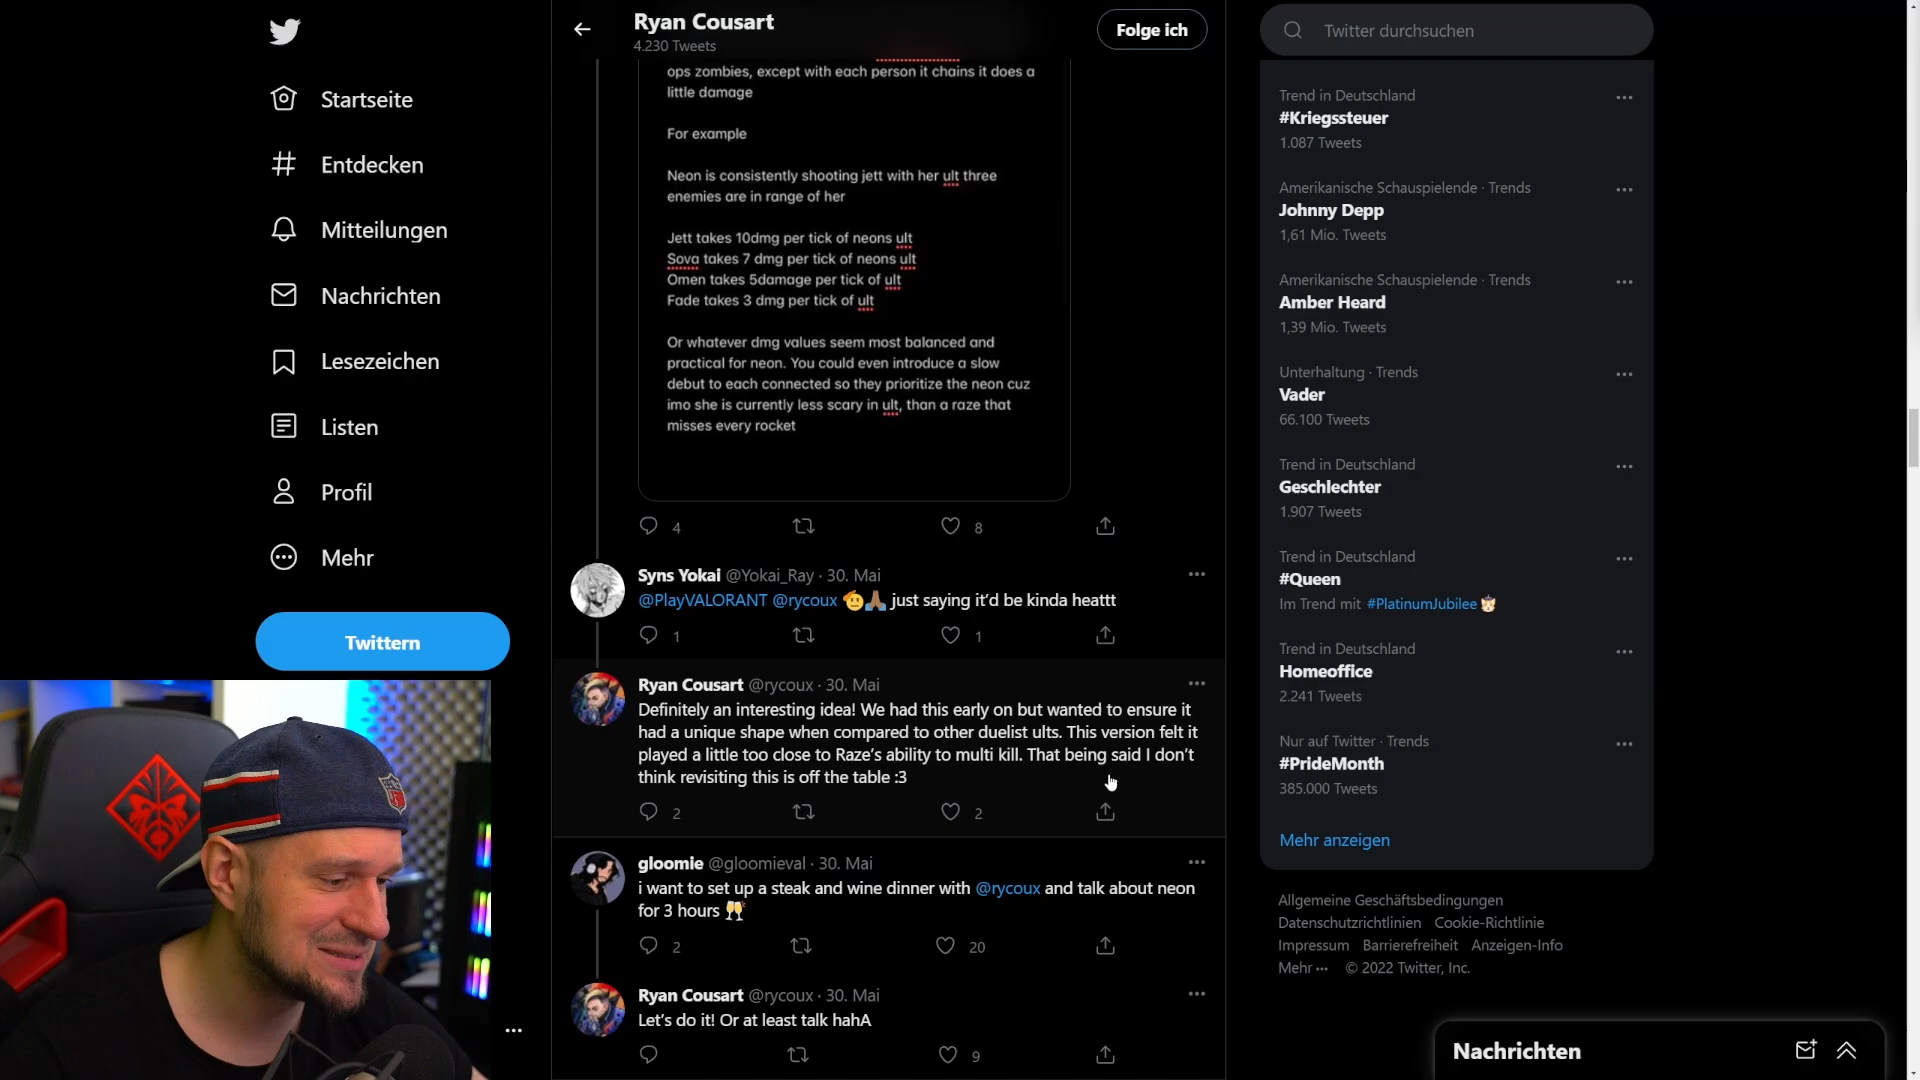 Startseite
Entdecken
Mitteilungen
Nachrichten
Lesezeichen
Listen
Profil
Mehr
Twittern
Ryan Cousart
4.230 Tweets
Folge ich
ops zombies, except with each person it chains it does a
little damage
For example
Neon is consistently shooting jett with her ult three
enemies are in range of her
Jett takes 10dmg per tick of neons ult
Sova takes 7 dmg per tick of neons ult
Omen takes 5damage per tick of ult
Fade takes 3 dmg per tick of ult
Or whatever dmg values seem most balanced and
practical for neon. You could even introduce a slow
debut to each connected so they prioritize the neon cuz
imo she is currently less scary in ult, than a raze that
misses every rocket
4
8
Syns Yokai @Yokai_Ray · 30. Mai
@PlayVALORANT @rycoux 🫡🙏🏽 just saying it'd be kinda heattt
1
1
Ryan Cousart @rycoux · 30. Mai
Definitely an interesting idea! We had this early on but wanted to ensure it
had a unique shape when compared to other duelist ults. This version felt it
played a little too close to Raze's ability to multi kill. That being said I don't
think revisiting this is off the table :3
2
2
gloomie @gloomieval · 30. Mai
i want to set up a steak and wine dinner with @rycoux and talk about neon
for 3 hours 🥂
2
20
Ryan Cousart @rycoux · 30. Mai
Let's do it! Or at least talk hahA
9
Twitter durchsuchen
Trend in Deutschland
#Kriegssteuer
1.087 Tweets
Amerikanische Schauspielende · Trends
Johnny Depp
1,61 Mio. Tweets
Amerikanische Schauspielende · Trends
Amber Heard
1,39 Mio. Tweets
Unterhaltung · Trends
Vader
66.100 Tweets
Trend in Deutschland
Geschlechter
1.907 Tweets
Trend in Deutschland
#Queen
Im Trend mit #PlatinumJubilee
Trend in Deutschland
Homeoffice
2.241 Tweets
Nur auf Twitter · Trends
#PrideMonth
385.000 Tweets
Mehr anzeigen
Allgemeine Geschäftsbedingungen
Datenschutzrichtlinien Cookie-Richtlinie
Impressum Barrierefreiheit Anzeigen-Info
Mehr ··· © 2022 Twitter, Inc.
Nachrichten